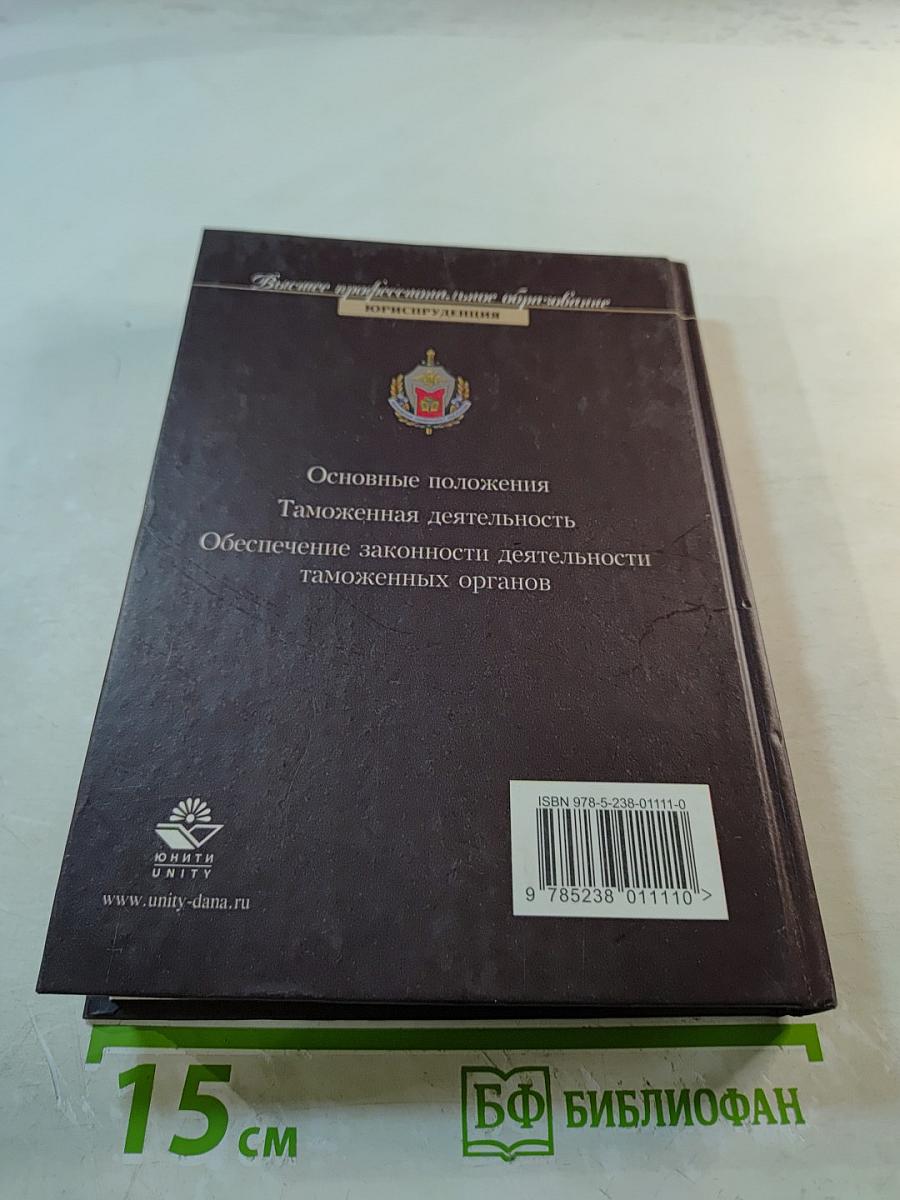 Высшее профессиональное образование
ЮРИСПРУДЕНЦИЯ
Основные положения
Таможенная деятельность
Обеспечение законности деятельности
таможенных органов
ISBN 978-5-238-01111-0
9 785238 011110 >
ЮНИТИ
UNITY
www.unity-dana.ru
15 см
БФ БИБЛИОФАН